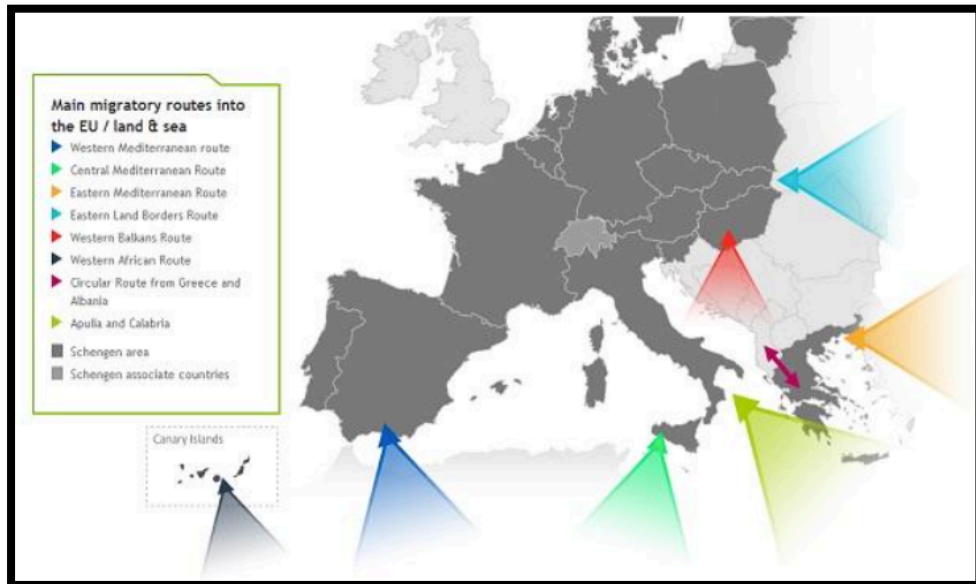 Main migratory routes into
the EU / land & sea
Western Mediterranean route
Central Mediterranean Route
Eastern Mediterranean Route
Eastern Land Borders Route
Western Balkans Route
Western African Route
Circular Route from Greece and
Albania
Apulia and Calabria
Schengen area
Schengen associate countries
Canary Islands